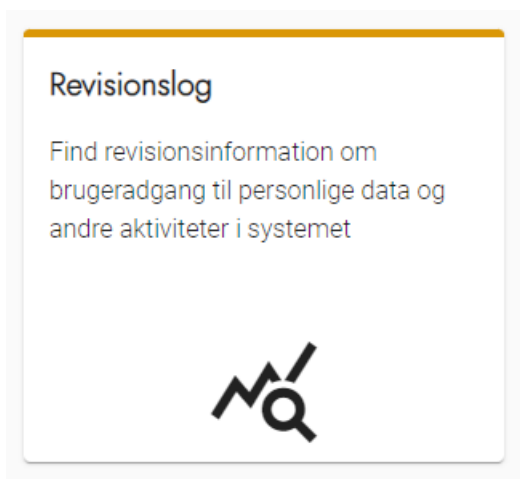 Revisionslog
Find revisionsinformation om
brugeradgang til personlige data og
andre aktiviteter i systemet